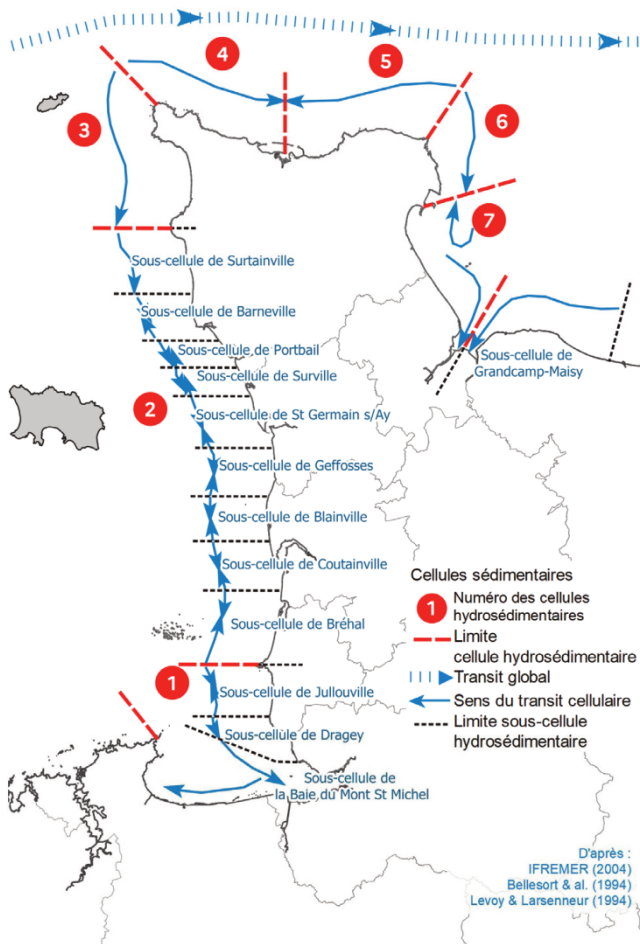 4
5
3
6
7
Sous-cellule de Surtainville
Sous-cellule de Barneville
Sous-cellule de Portbail
Sous-cellule de Surville
Sous-cellule de
Grandcamp-Maisy
2
Sous-cellule de St Germain s/Ay
Sous-cellule de Geffosses
Sous-cellule de Blainville
Sous-cellule de Coutainville
Sous-cellule de Bréhal
1
Sous-cellule de Jullouville
Sous-cellule de Dragey
Sous-cellule de
la Baie du Mont St Michel
Cellules sédimentaires
1
Numéro des cellules
hydrosédimentaires
Limite
cellule hydrosédimentaire
Transit global
Sens du transit cellulaire
Limite sous-cellule
hydrosédimentaire
D'après :
IFREMER (2004)
Bellesort & al. (1994)
Levoy & Larsenneur (1994)